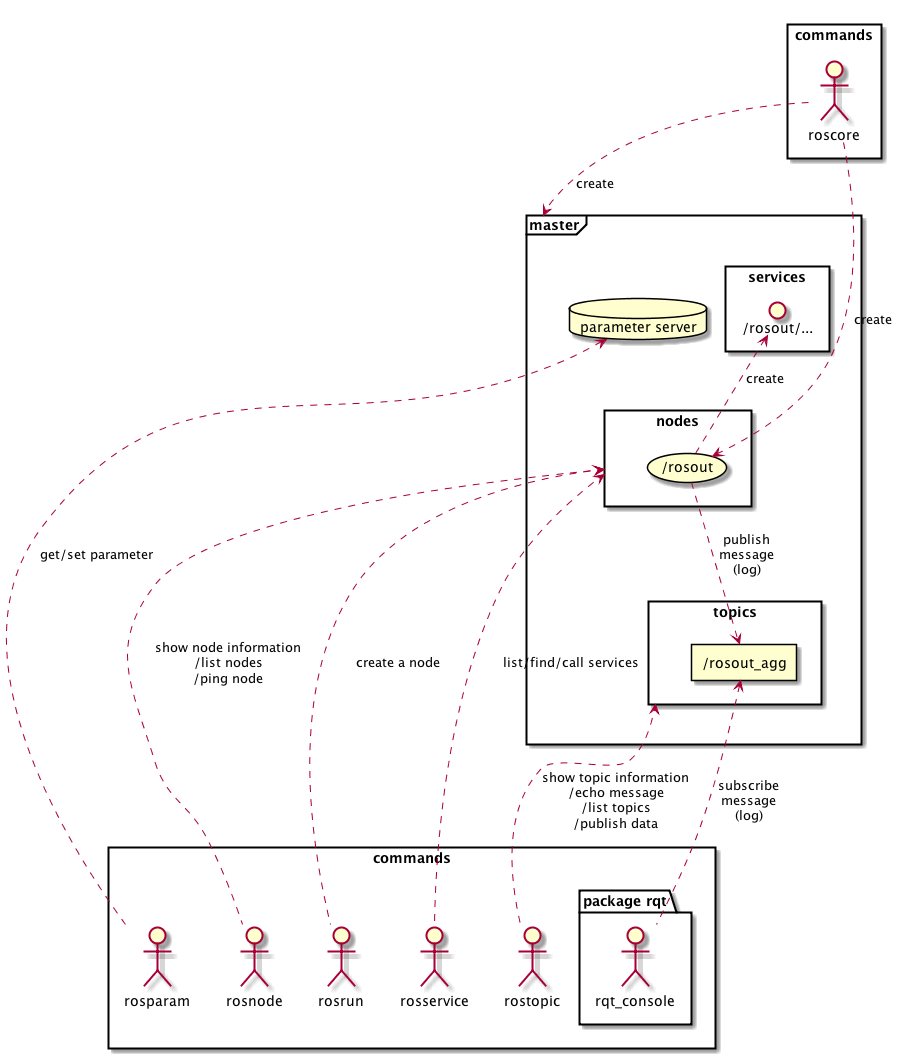 commands
roscore
create
master
services
/rosout/...
parameter server
create
create
nodes
/rosout
get/set parameter
publish
message
(log)
topics
/rosout_agg
show node information
/list nodes
/ping node
create a node
list/find/call services
show topic information
/echo message
/list topics
/publish data
subscribe
message
(log)
commands
package rqt
rosparam
rosnode
rosrun
rosservice
rostopic
rqt_console